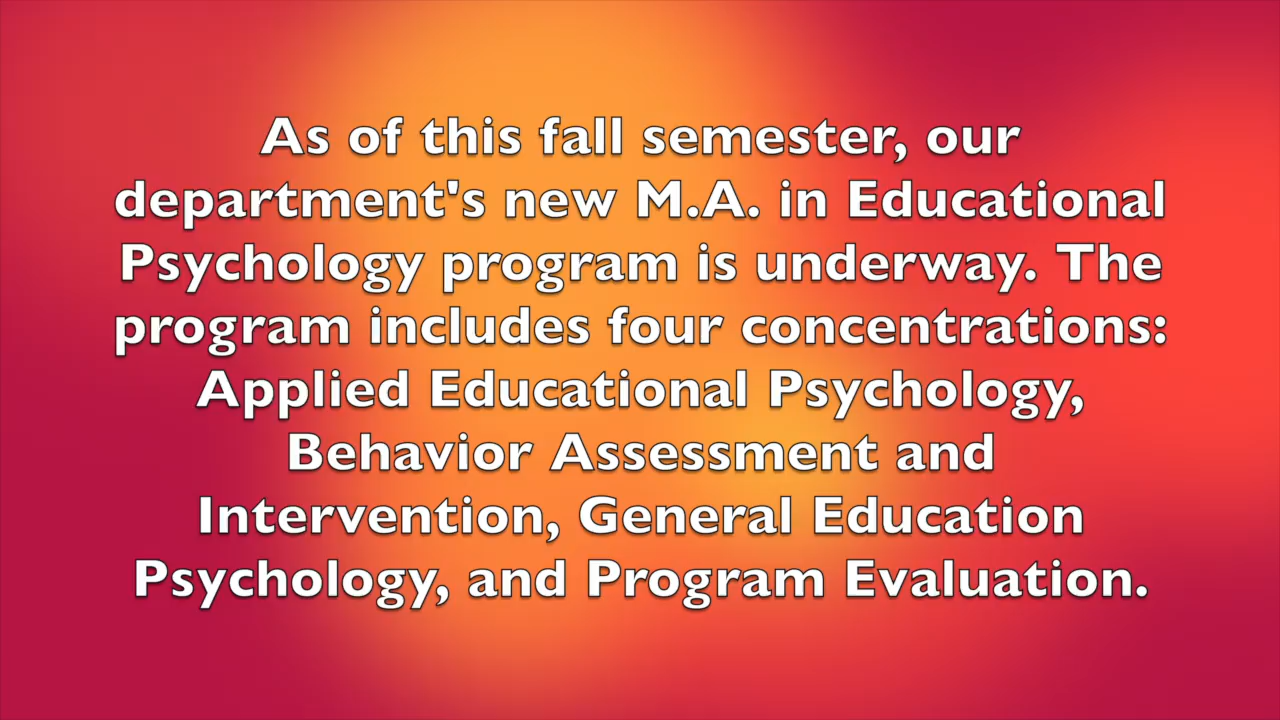 As of this fall semester, our
department's new M.A. in Educational
Psychology program is underway. The
program includes four concentrations:
Applied Educational Psychology,
Behavior Assessment and
Intervention, General Education
Psychology, and Program Evaluation.